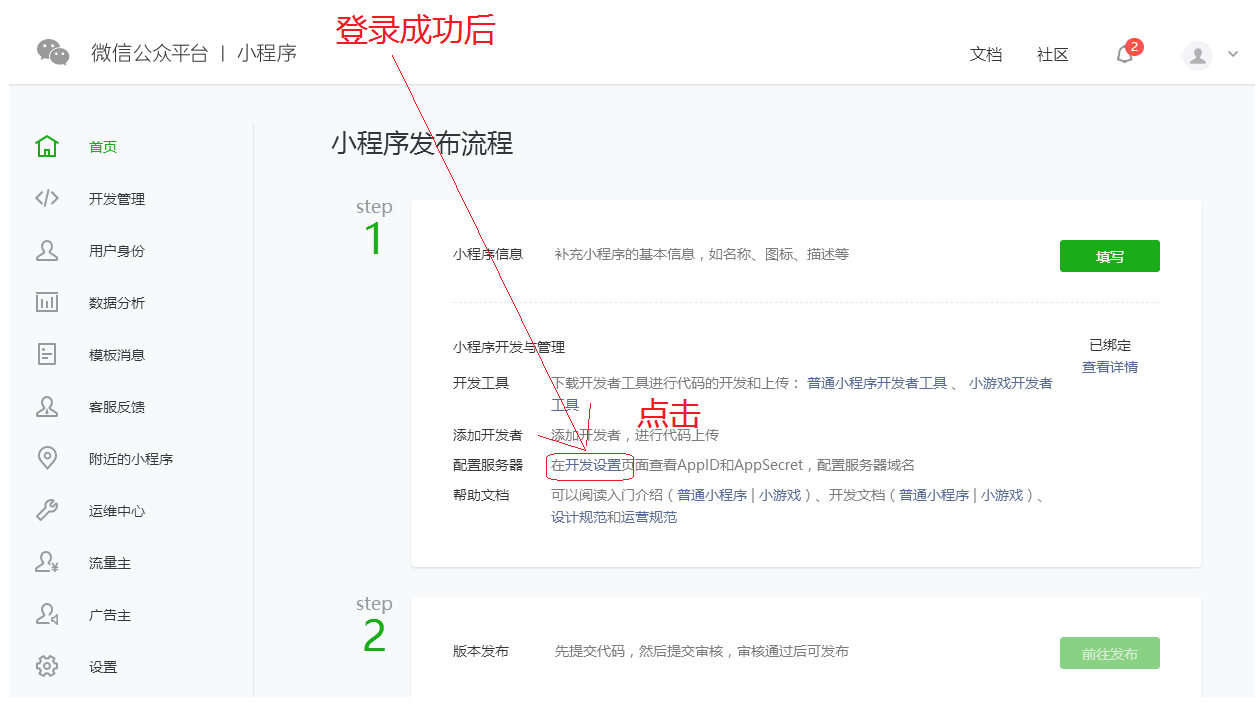 登录成功后
微信公众平台 | 小程序
文档
社区
2
首页
开发管理
用户身份
数据分析
模板消息
客服反馈
附近的小程序
运维中心
流量主
广告主
设置
小程序发布流程
step
1
小程序信息
补充小程序的基本信息，如名称、图标、描述等
填写
小程序开发与管理
已绑定
查看详情
开发工具
下载开发者工具进行代码的开发和上传： 普通小程序开发者工具 、 小游戏开发者
工具
点击
添加开发者
添加开发者，进行代码上传
配置服务器
在开发设置页面查看AppID和AppSecret，配置服务器域名
帮助文档
可以阅读入门介绍（ 普通小程序 | 小游戏 ）、开发文档（ 普通小程序 | 小游戏 ）、
设计规范和运营规范
step
2
版本发布
先提交代码，然后提交审核，审核通过后可发布
前往发布